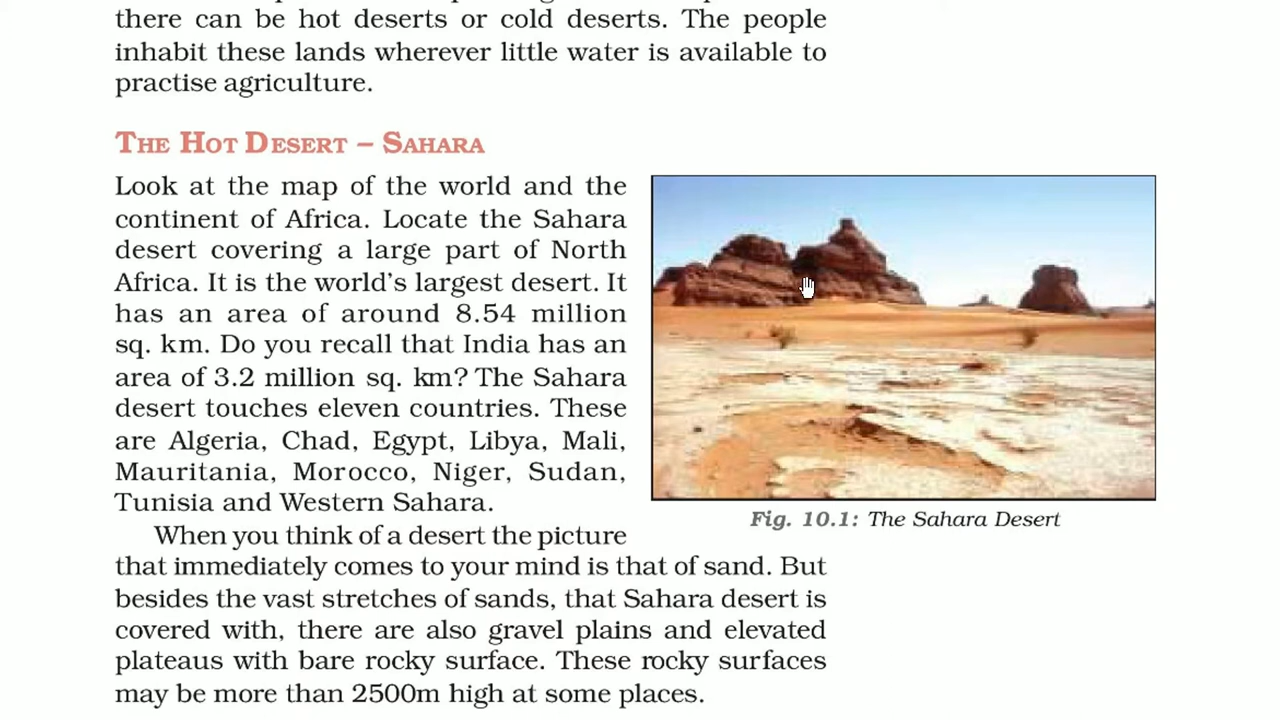 there can be hot deserts or cold deserts. The people
inhabit these lands wherever little water is available to
practise agriculture.
THE HOT DESERT – SAHARA
Look at the map of the world and the
continent of Africa. Locate the Sahara
desert covering a large part of North
Africa. It is the world's largest desert. It
has an area of around 8.54 million
sq. km. Do you recall that India has an
area of 3.2 million sq. km? The Sahara
desert touches eleven countries. These
are Algeria, Chad, Egypt, Libya, Mali,
Mauritania, Morocco, Niger, Sudan,
Tunisia and Western Sahara.
Fig. 10.1: The Sahara Desert
When you think of a desert the picture
that immediately comes to your mind is that of sand. But
besides the vast stretches of sands, that Sahara desert is
covered with, there are also gravel plains and elevated
plateaus with bare rocky surface. These rocky surfaces
may be more than 2500m high at some places.